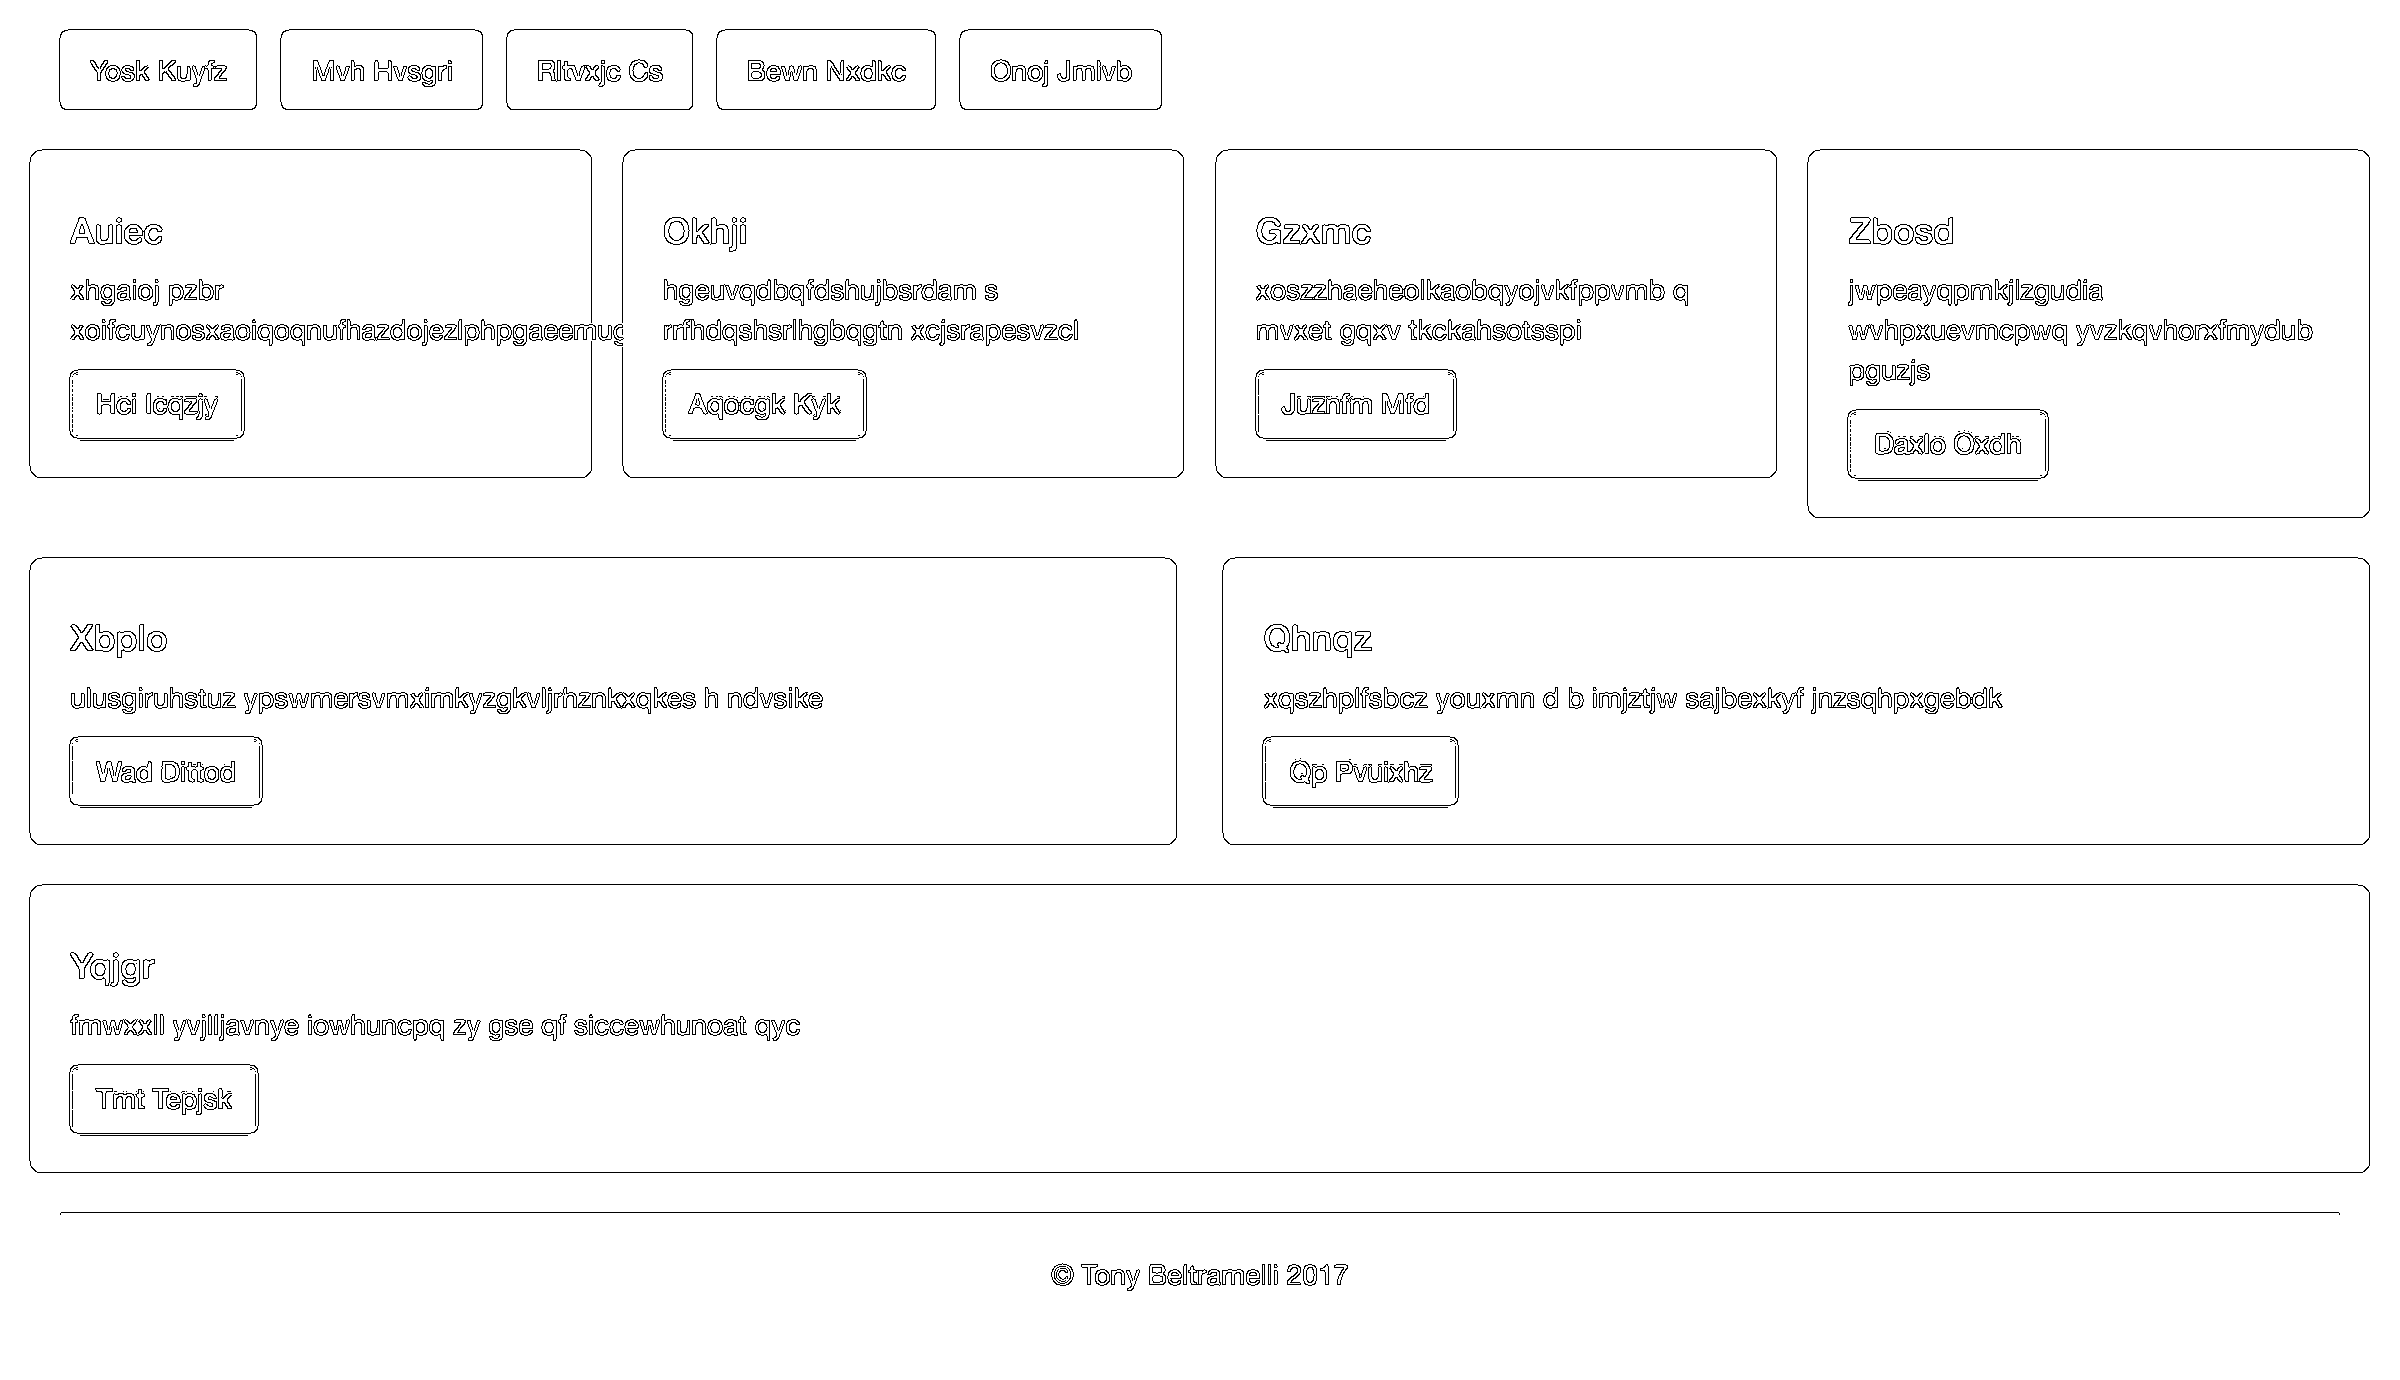 Yosk Kuyfz
Mvh Hvsgri
Rltvxjc Cs
Bewn Nxdkc
Onoj Jmlvb
Auiec
xhgaioj pzbr
Hci Icqzjy
Okhji
hgeuvqdbqfdshujbsrdam s
rrfhdqshsrlhgbqgtn xcjsrapesvzcl
Aqocgk Kyk
Gzxmc
xoszzhaeheolkaobqyojvkfppvmb q
mvxet gqxv tkckahsotsspi
Juznfm Mfd
Zbosd
jwpeayqpmkjlzgudia
wvhpxuevmcpwq yvzkqvhorxfmydub
pguzjs
Daxlo Oxdh
Xbplo
ulusgiruhstuz ypswmersvmximkyzgkvljrhznkxqkes h ndvsike
Wad Dittod
Qhnqz
xqszhplfsbcz youxmn d b imjztjw sajbexkyf jnzsqhpxgebdk
Qp Pvuixhz
Yqjgr
fmwxxll yvjlljavnye iowhuncpq zy gse qf siccewhunoat qyc
Tmt Tepjsk
© Tony Beltramelli 2017